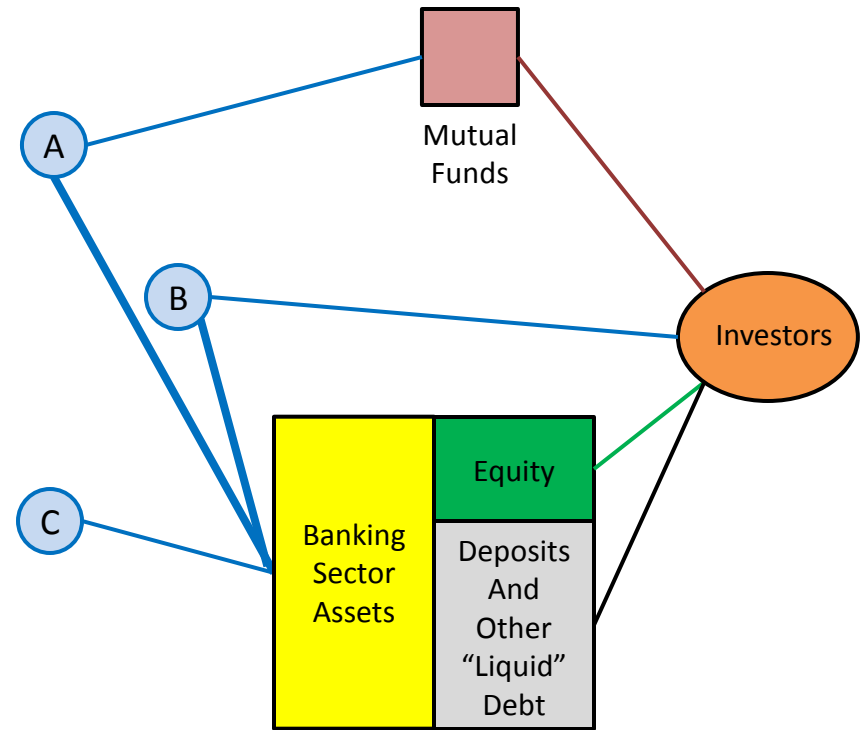 Mutual
Funds
A
B
Investors
C
Banking
Sector
Assets
Equity
Deposits
And
Other
“Liquid”
Debt